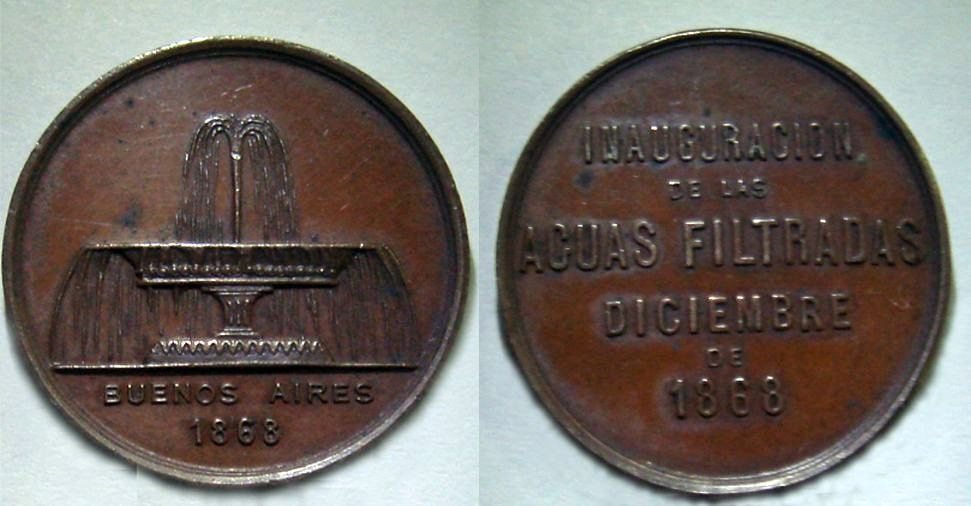 BUENOS AIRES
1868
INAUGURACION
DE LAS
AGUAS FILTRADAS
DICIEMBRE
DE
1868